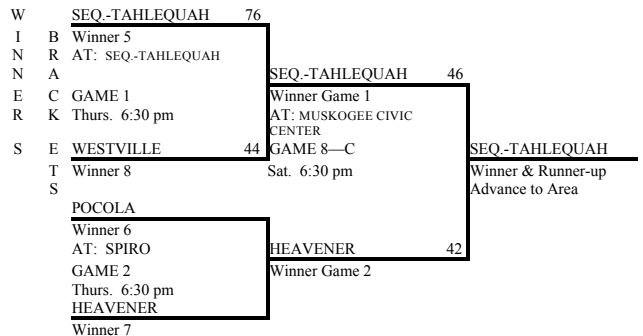 WINNERS BRACKETS
SEQ.-TAHLEQUAH 76
Winner 5
AT: SEQ.-TAHLEQUAH
GAME 1
Thurs. 6:30 pm
WESTVILLE 44
Winner 8
POCOLA
Winner 6
AT: SPIRO
GAME 2
Thurs. 6:30 pm
HEAVENER
Winner 7
SEQ.-TAHLEQUAH 46
Winner Game 1
AT: MUSKOGEE CIVIC
CENTER
GAME 8—C
Sat. 6:30 pm
HEAVENER 42
Winner Game 2
SEQ.-TAHLEQUAH
Winner & Runner-up
Advance to Area